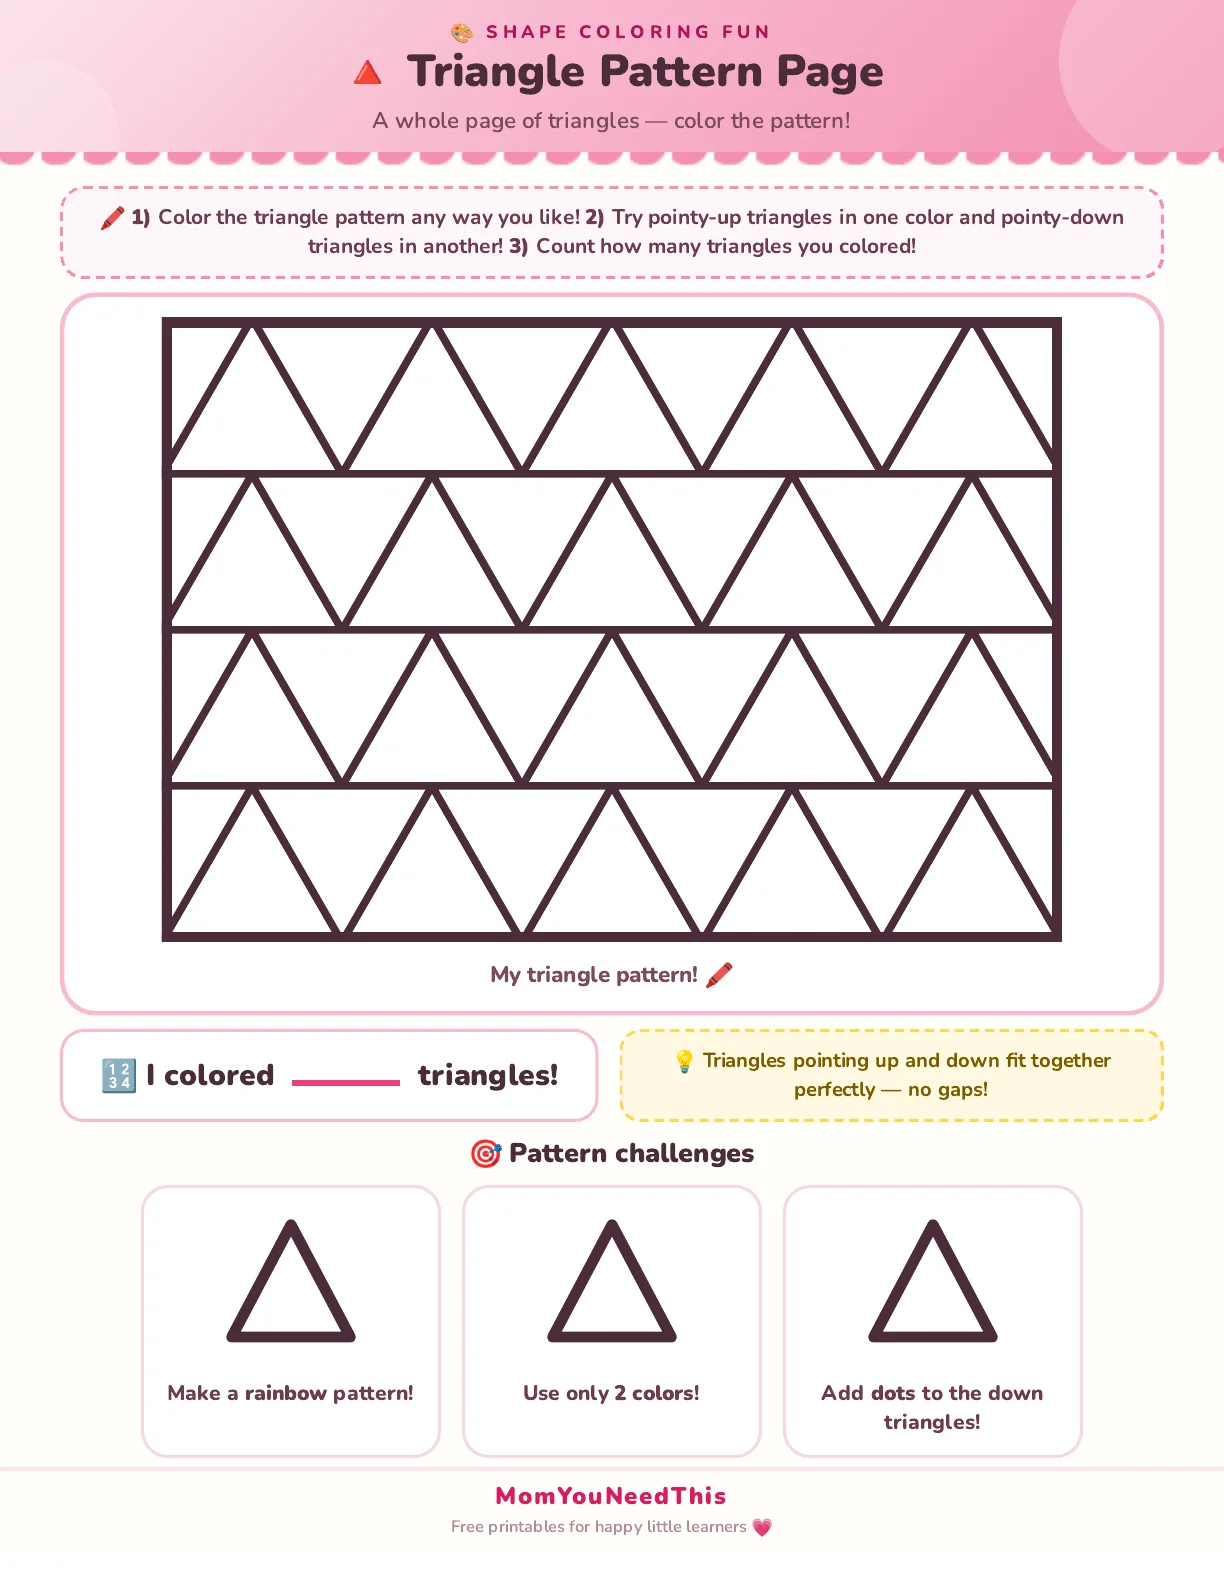 🎨 SHAPE COLORING FUN
🔺 Triangle Pattern Page
A whole page of triangles — color the pattern!
🖍️ 1) Color the triangle pattern any way you like! 2) Try pointy-up triangles in one color and pointy-down
triangles in another! 3) Count how many triangles you colored!
My triangle pattern! 🖍️
🔢 I colored ______ triangles!
💡 Triangles pointing up and down fit together
perfectly — no gaps!
🎯 Pattern challenges
Make a rainbow pattern!
Use only 2 colors!
Add dots to the down
triangles!
MomYouNeedThis
Free printables for happy little learners 💗